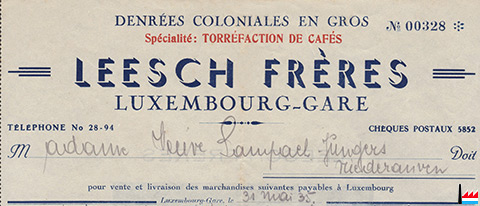 DENRÉES COLONIALES EN GROS
№ 00328 ✻
Spécialité: TORRÉFACTION DE CAFÉS
LEESCH FRÈRES
LUXEMBOURG-GARE
TÉLÉPHONE No 28-94
CHEQUES POSTAUX 5852
Madame Veuve Lampach-Jungers Doit
Niederanven
pour vente et livraison des marchandises suivantes payables à Luxembourg
Luxembourg-Gare, le 31 Mai 35.